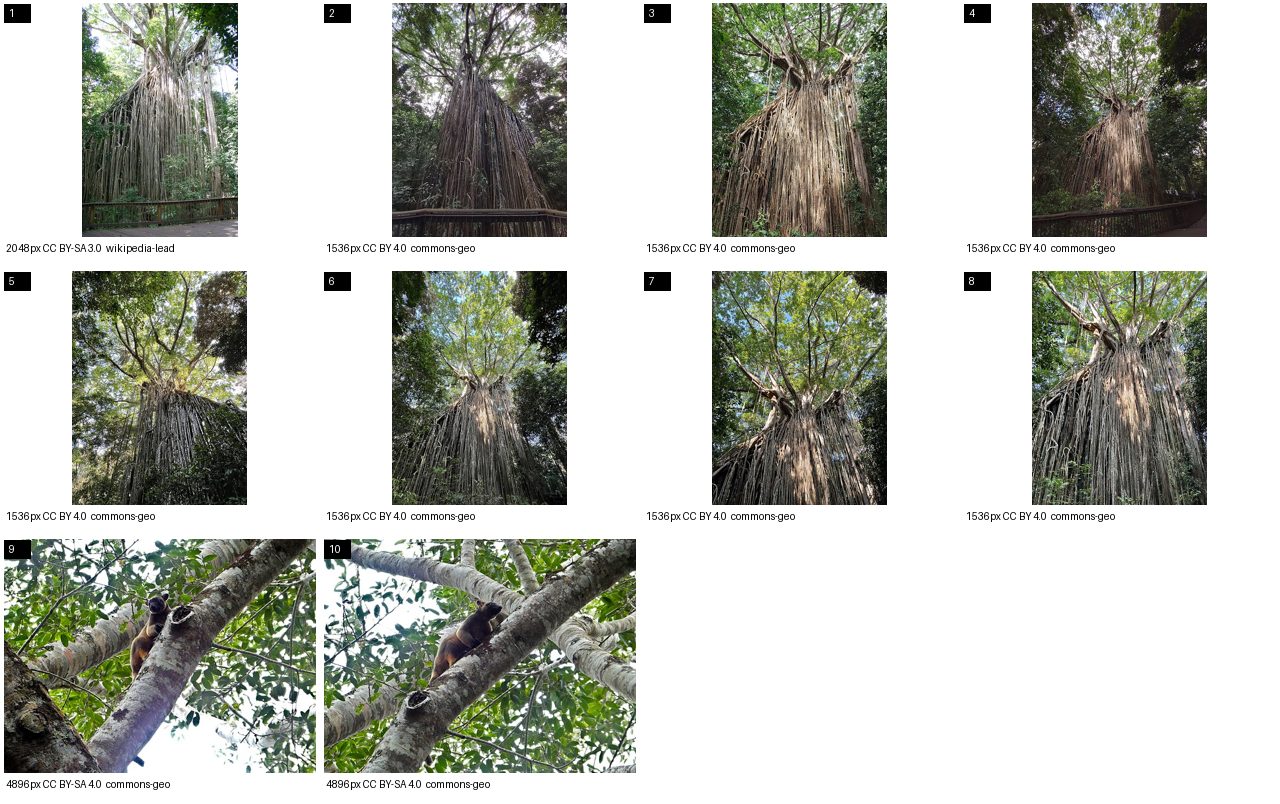 1
2
3
4
2048px CC BY-SA 3.0 wikipedia-lead
1536px CC BY 4.0 commons-geo
1536px CC BY 4.0 commons-geo
1536px CC BY 4.0 commons-geo
5
6
7
8
1536px CC BY 4.0 commons-geo
1536px CC BY 4.0 commons-geo
1536px CC BY 4.0 commons-geo
1536px CC BY 4.0 commons-geo
9
10
4896px CC BY-SA 4.0 commons-geo
4896px CC BY-SA 4.0 commons-geo